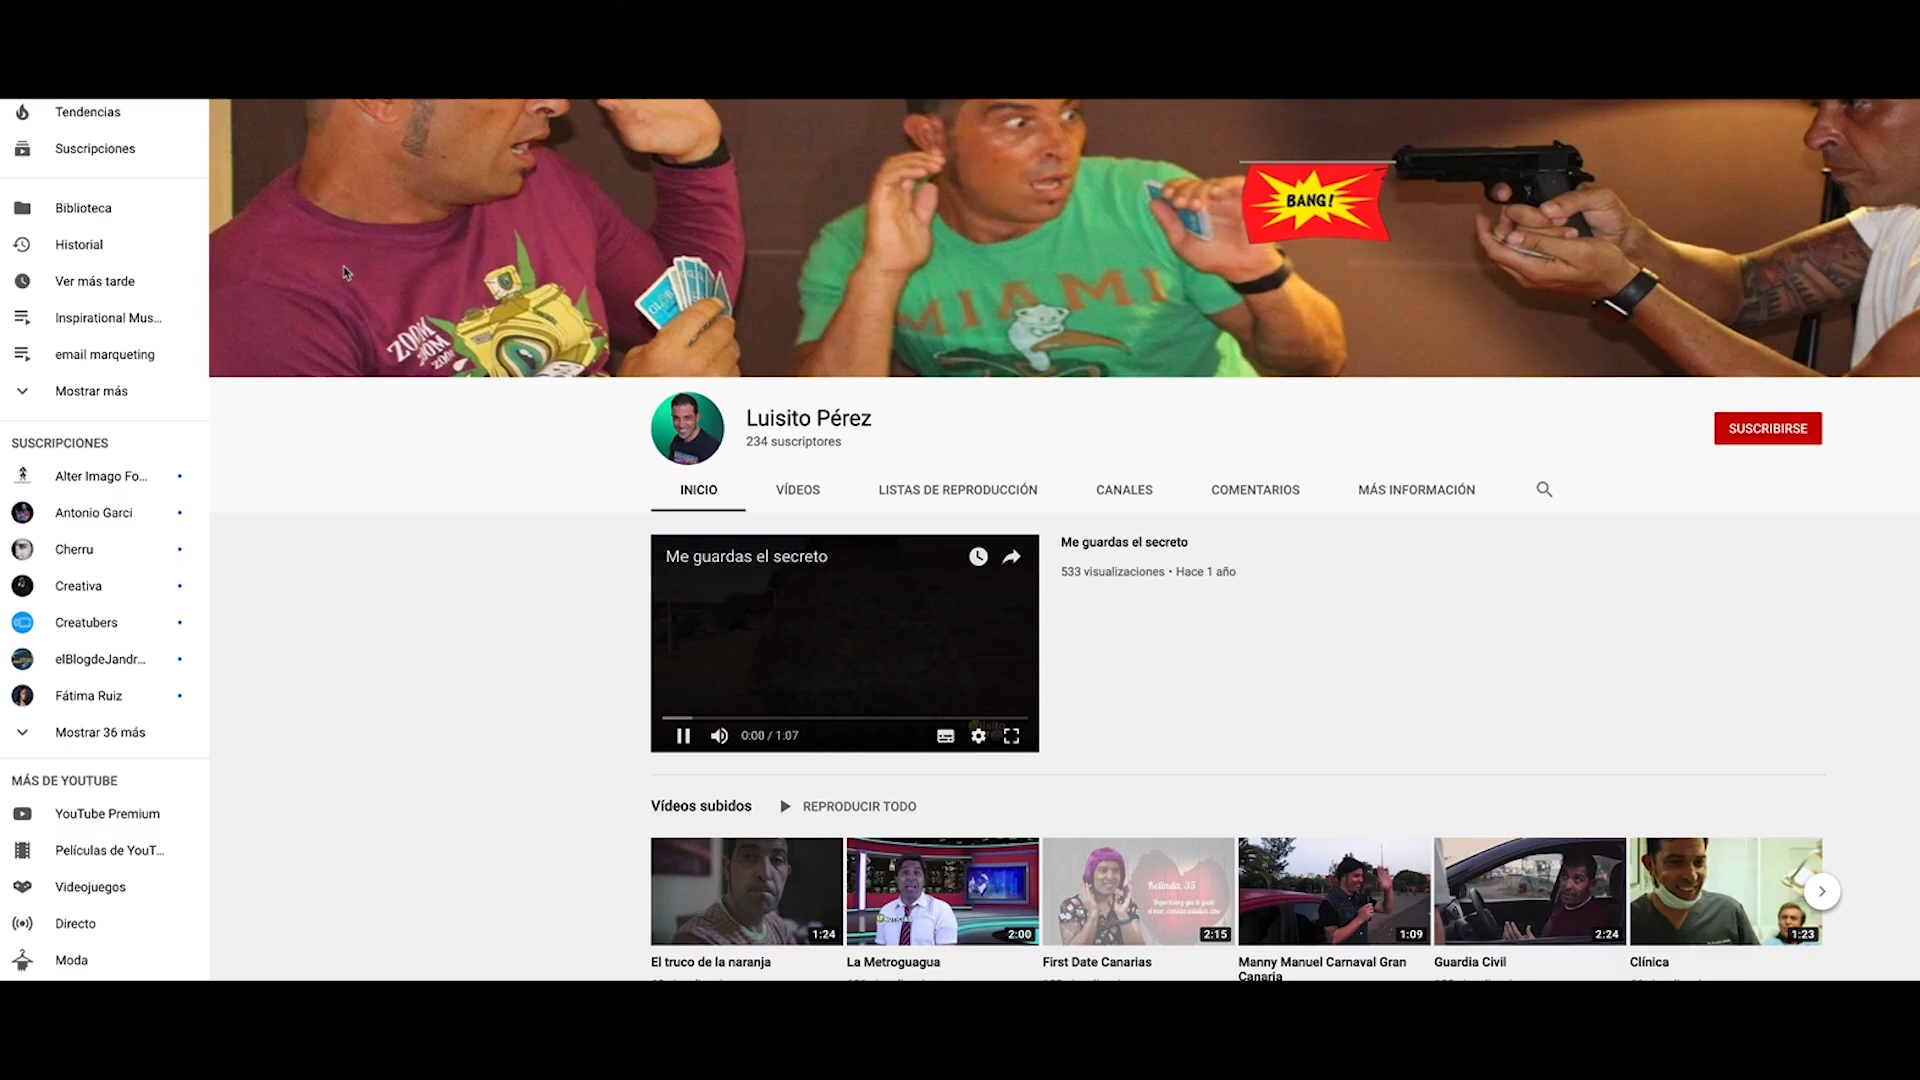 Tendencias
Suscripciones
Biblioteca
Historial
Ver más tarde
Inspirational Mus...
email marqueting
Mostrar más
SUSCRIPCIONES
Alter Imago Fo...
Antonio Garci
Cherru
Creativa
Creatubers
elBlogdeJandr...
Fátima Ruiz
Mostrar 36 más
MÁS DE YOUTUBE
YouTube Premium
Películas de YouT...
Videojuegos
Directo
Moda
ZOOM
ZOOM
ZOOM
MIAMI
BANG!
Luisito Pérez
234 suscriptores
SUSCRIBIRSE
INICIO
VÍDEOS
LISTAS DE REPRODUCCIÓN
CANALES
COMENTARIOS
MÁS INFORMACIÓN
Me guardas el secreto
0:00 / 1:07
Me guardas el secreto
533 visualizaciones • Hace 1 año
Vídeos subidos
REPRODUCIR TODO
1:24
2:00
Kelinda, 35
2:15
1:09
2:24
1:23
El truco de la naranja
La Metroguagua
First Date Canarias
Manny Manuel Carnaval Gran
Canaria
Guardia Civil
Clínica